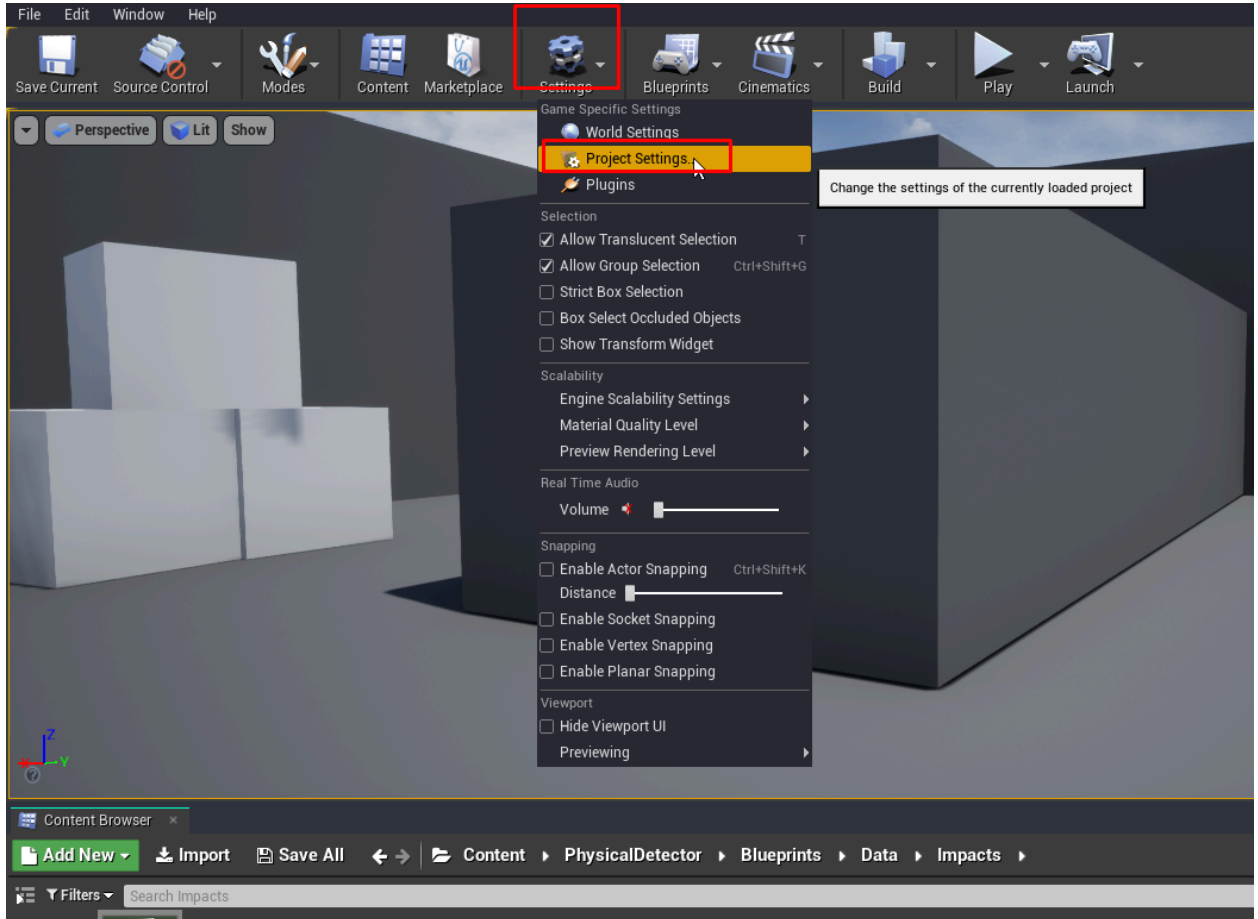 File Edit Window Help
Save Current Source Control Modes Content Marketplace Settings Blueprints Cinematics Build Play Launch
Perspective Lit Show
Game Specific Settings
World Settings
Project Settings...
Change the settings of the currently loaded project
Plugins
Selection
Allow Translucent Selection T
Allow Group Selection Ctrl+Shift+G
Strict Box Selection
Box Select Occluded Objects
Show Transform Widget
Scalability
Engine Scalability Settings
Material Quality Level
Preview Rendering Level
Real Time Audio
Volume
Snapping
Enable Actor Snapping Ctrl+Shift+K
Distance
Enable Socket Snapping
Enable Vertex Snapping
Enable Planar Snapping
Viewport
Hide Viewport UI
Previewing
Z
X Y
?
Content Browser ×
Add New Import Save All Content PhysicalDetector Blueprints Data Impacts
Filters Search Impacts